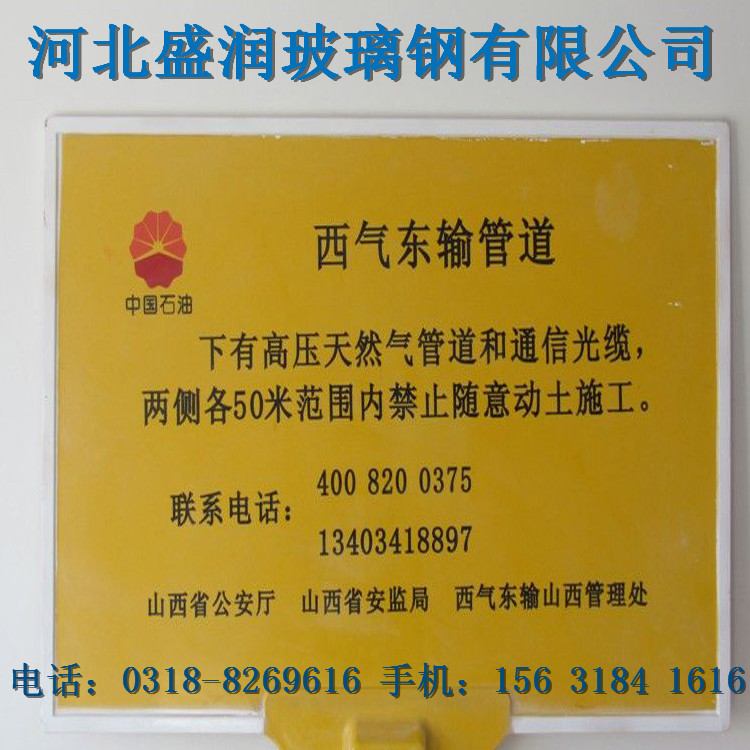 河北盛润玻璃钢有限公司
西气东输管道
中国石油
下有高压天然气管道和通信光缆，
两侧各50米范围内禁止随意动土施工。
联系电话：
400 820 0375
13403418897
山西省公安厅 山西省安监局 西气东输山西管理处
电话：0318-8269616 手机：156 3184 1616